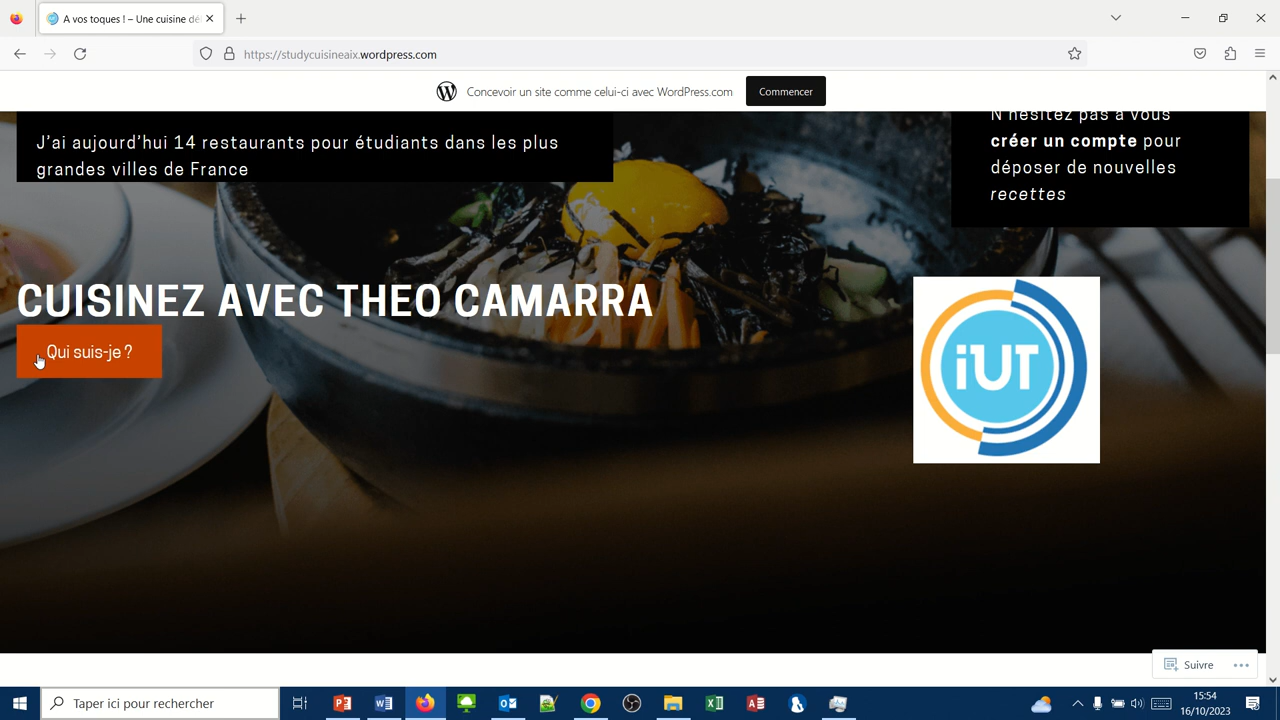 A vos toques ! – Une cuisine dé
https://studycuisineaix.wordpress.com
Concevoir un site comme celui-ci avec WordPress.com
Commencer
J'ai aujourd'hui 14 restaurants pour étudiants dans les plus
grandes villes de France
N'hésitez pas à vous
créer un compte pour
déposer de nouvelles
recettes
CUISINEZ AVEC THEO CAMARRA
Qui suis-je ?
iUT
Suivre
Taper ici pour rechercher
15:54
16/10/2023